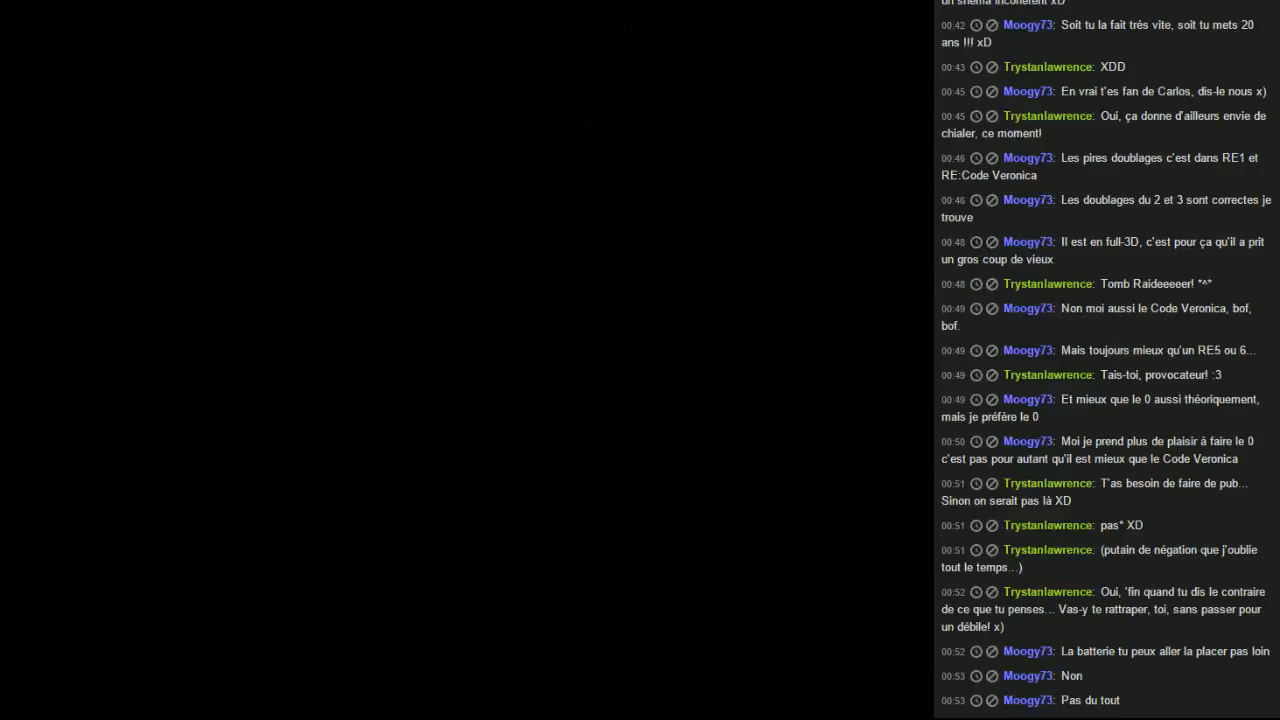 un shéma incohérent xD
00:42 Moogy73: Soit tu la fait très vite, soit tu mets 20
ans !!! xD
00:43 Trystanlawrence: XDD
00:45 Moogy73: En vrai t'es fan de Carlos, dis-le nous x)
00:45 Trystanlawrence: Oui, ça donne d'ailleurs envie de
chialer, ce moment!
00:46 Moogy73: Les pires doublages c'est dans RE1 et
RE:Code Veronica
00:46 Moogy73: Les doublages du 2 et 3 sont correctes je
trouve
00:48 Moogy73: Il est en full-3D, c'est pour ça qu'il a prit
un gros coup de vieux
00:48 Trystanlawrence: Tomb Raideeeeer! *^*
00:49 Moogy73: Non moi aussi le Code Veronica, bof,
bof.
00:49 Moogy73: Mais toujours mieux qu'un RE5 ou 6...
00:49 Trystanlawrence: Tais-toi, provocateur! :3
00:49 Moogy73: Et mieux que le 0 aussi théoriquement,
mais je préfère le 0
00:50 Moogy73: Moi je prend plus de plaisir à faire le 0
c'est pas pour autant qu'il est mieux que le Code Veronica
00:51 Trystanlawrence: T'as besoin de faire de pub...
Sinon on serait pas là XD
00:51 Trystanlawrence: pas* XD
00:51 Trystanlawrence: (putain de négation que j'oublie
tout le temps...)
00:52 Trystanlawrence: Oui, 'fin quand tu dis le contraire
de ce que tu penses... Vas-y te rattraper, toi, sans passer pour
un débile! x)
00:52 Moogy73: La batterie tu peux aller la placer pas loin
00:53 Moogy73: Non
00:53 Moogy73: Pas du tout